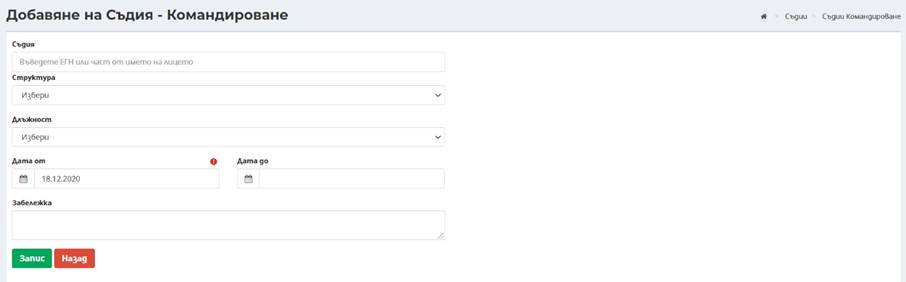 Добавяне на Съдия - Командироване
> Съдии > Съдии Командироване
Съдия
Въведете ЕГН или част от името на лицето
Структура
Избери
Длъжност
Избери
Дата от
Дата до
18.12.2020
Забележка
Запис Назад